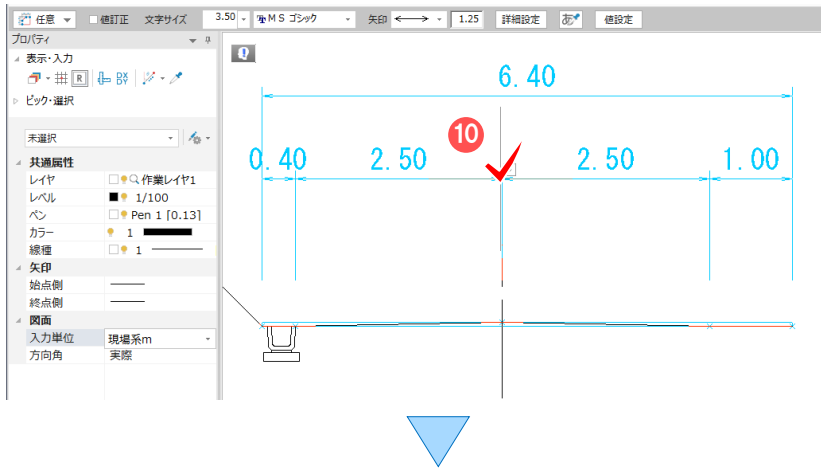 任意 値訂正 文字サイズ 3.50 MS ゴシック 矢印 1.25 詳細設定 あ 値設定
プロパティ
表示・入力
R DX BY
ピック・選択
未選択
共通属性
レイヤ 作業レイヤ1
レベル 1/100
ペン Pen 1 [0.13]
カラー 1
線種 1
矢印
始点側
終点側
図面
入力単位 現場系m
方向角 実際
6.40
10
0.40 2.50 2.50 1.00